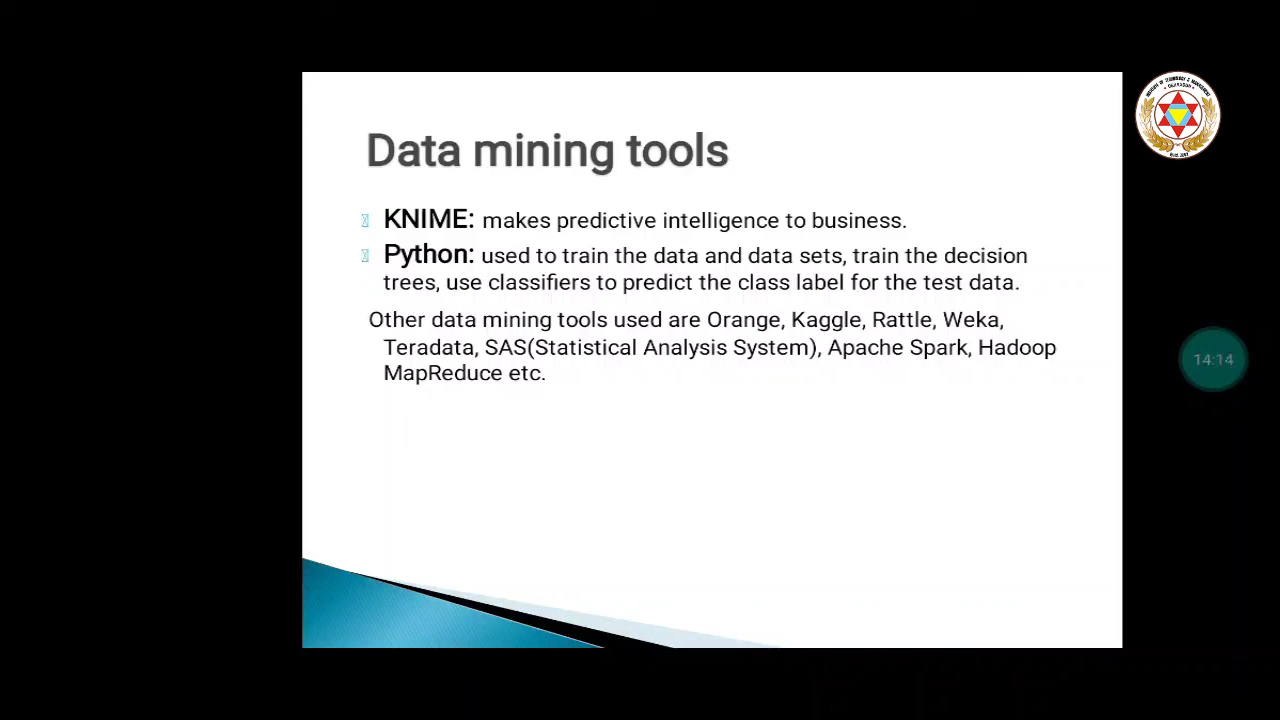 Data mining tools
KNIME: makes predictive intelligence to business.
Python: used to train the data and data sets, train the decision
trees, use classifiers to predict the class label for the test data.
Other data mining tools used are Orange, Kaggle, Rattle, Weka,
Teradata, SAS(Statistical Analysis System), Apache Spark, Hadoop
MapReduce etc.
14:14